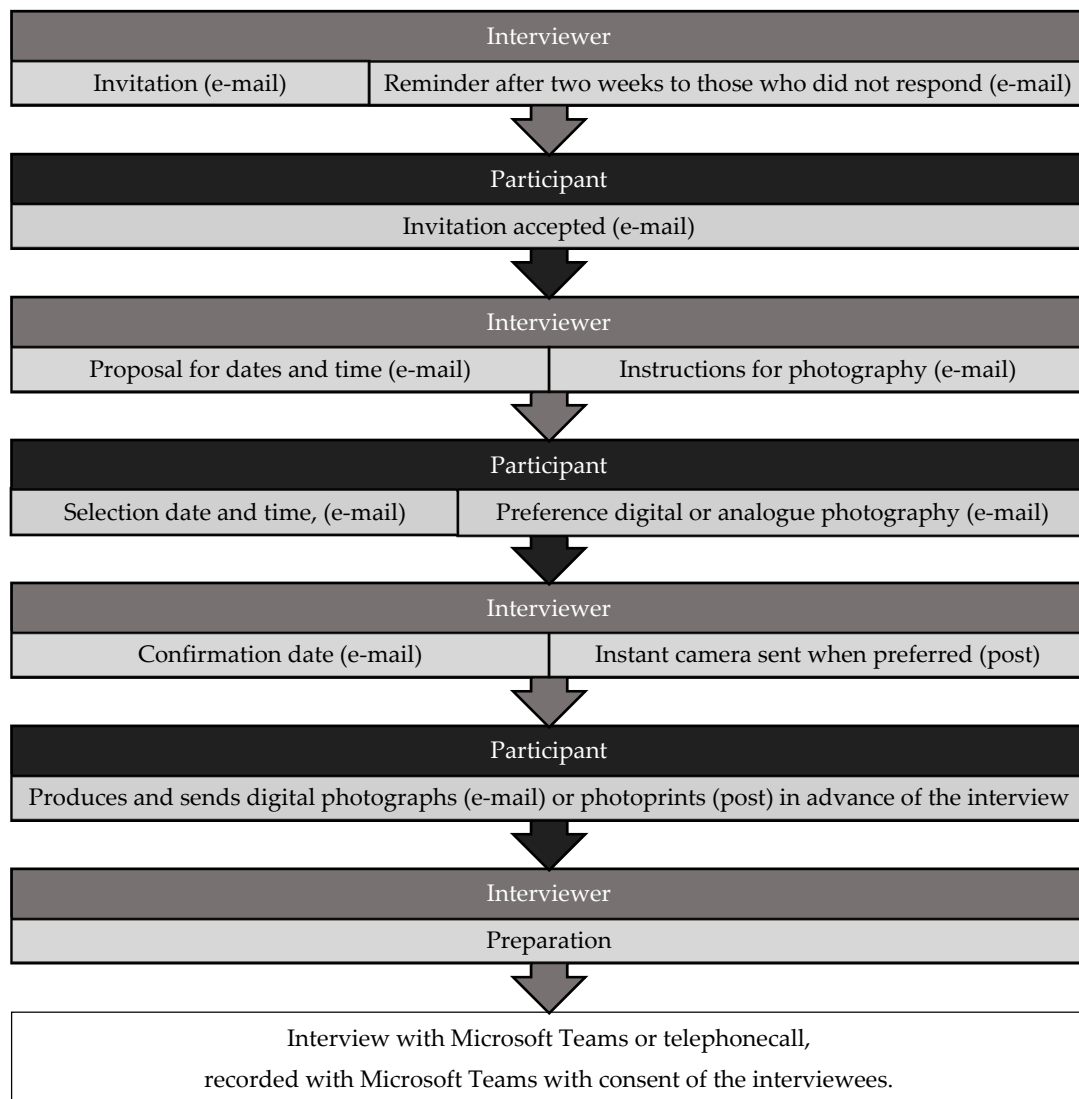 Interviewer
Invitation (e-mail)
Reminder after two weeks to those who did not respond (e-mail)
Participant
Invitation accepted (e-mail)
Interviewer
Proposal for dates and time (e-mail)
Instructions for photography (e-mail)
Participant
Selection date and time, (e-mail)
Preference digital or analogue photography (e-mail)
Interviewer
Confirmation date (e-mail)
Instant camera sent when preferred (post)
Participant
Produces and sends digital photographs (e-mail) or photoprints (post) in advance of the interview
Interviewer
Preparation
Interview with Microsoft Teams or telephonecall,
recorded with Microsoft Teams with consent of the interviewees.